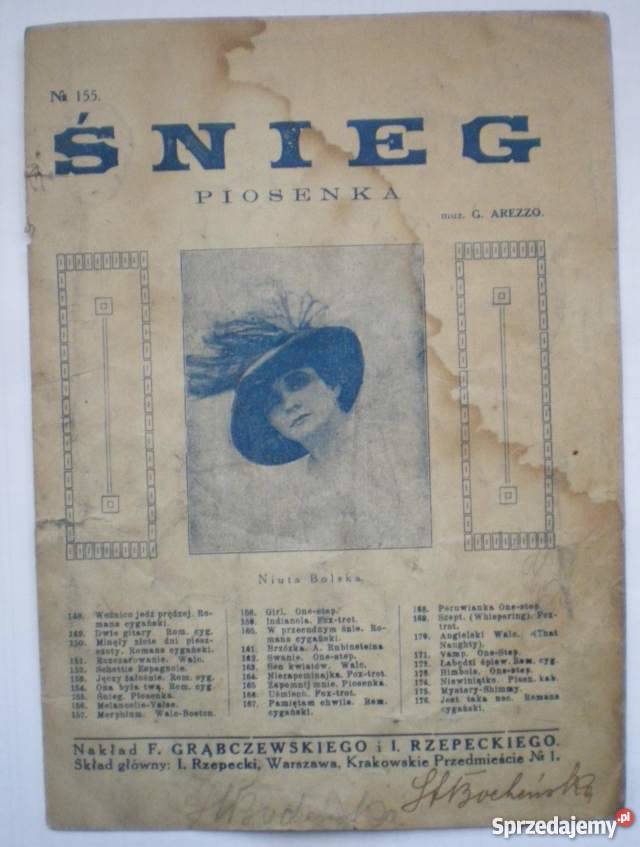 № 155.
ŚNIEG
PIOSENKA
muz. G. AREZZO.
Niuta Bolska
148. Woźnico jedź prędzej. Romans cygański.
149. Dwie gitary. Rom. cyg.
150. Minęły złote dni pieszczoty. Romans cygański.
151. Rozczarowanie. Walc.
152. Schottis Espagnole.
153. Jęczy żałośnie. Rom. cyg.
154. Ona była twą. Rom. cyg.
155. Śnieg. Piosenka.
156. Melancolie-Valse.
157. Morphium. Walc-Boston.
158. Girl. One-step.
159. Indianola. Fox-trot.
160. W przecudnym śnie. Romans cygański.
161. Brzózka. A. Rubinsteina
162. Swanie. One-step.
163. Sen kwiatów. Walc.
164. Niezapominajka. Fox-trot.
165. Zapomnij mnie. Piosenka.
166. Uśmiech. Fox-trot.
167. Pamiętam chwile. Rom. cygański.
168. Peruwianka One-step.
169. Szept. (Whispering). Fox-trot.
170. Angielski Walc. «That Naughty).
171. Vamp. One-Step.
172. Łabędzi śpiew. Rom. cyg.
173. Bimbola. One-step.
174. Niewiniątko. Piosn. kab.
175. Mystery-Shimmy.
176. Jest taka noc. Romans cygański.
Nakład F. GRĄBCZEWSKIEGO i I. RZEPECKIEGO.
Skład główny: I. Rzepecki, Warszawa, Krakowskie Przedmieście № 1.
St Bocheńska
Sprzedajemy.pl